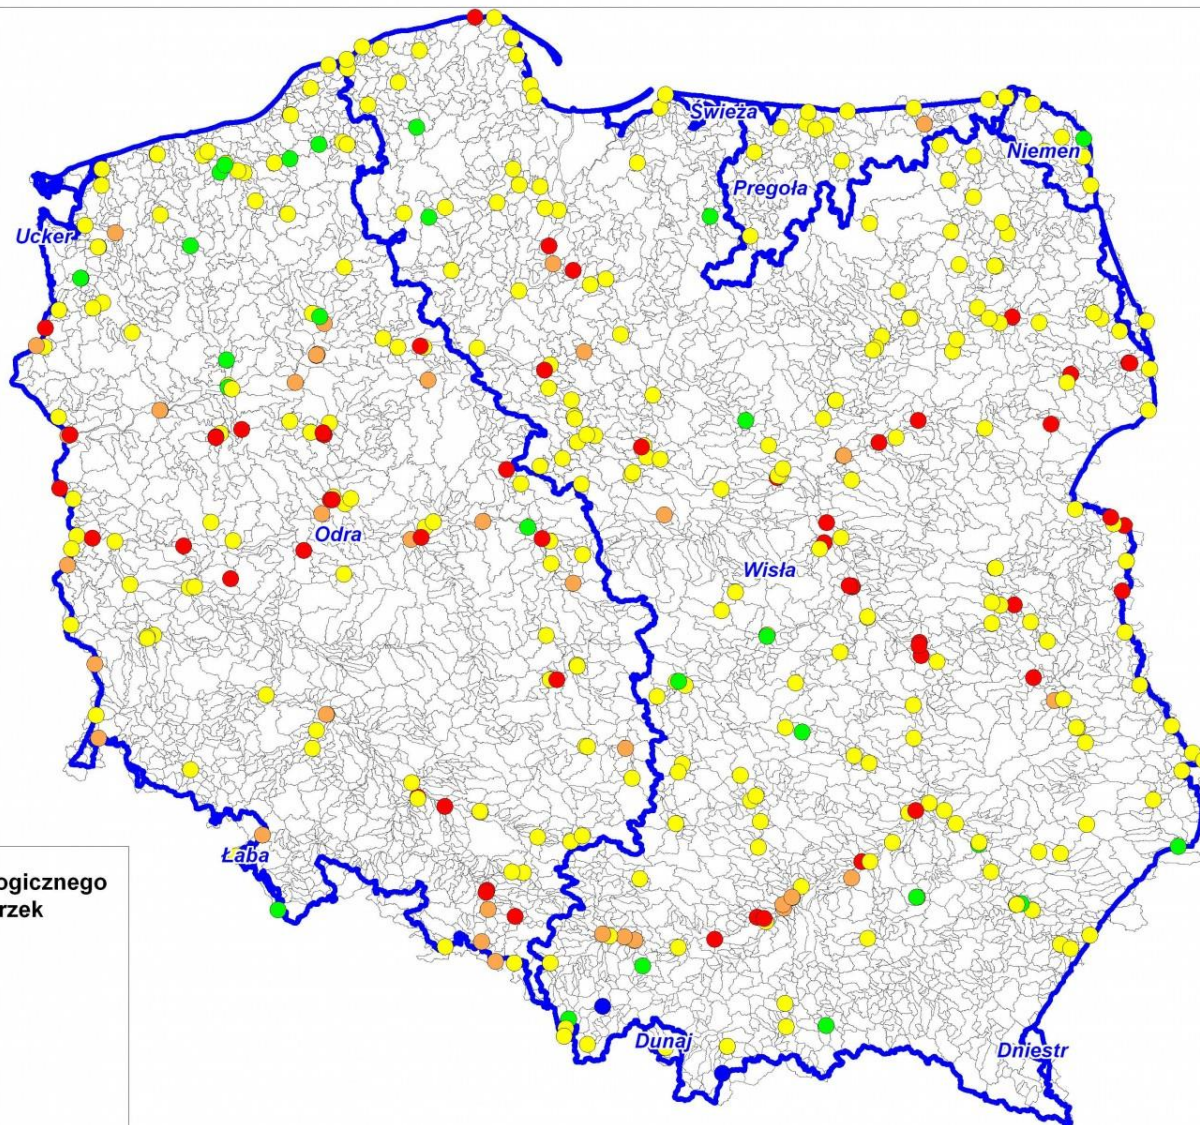 Świeża
Niemen
Pregoła
Ucker
Odra
Wisła
Łaba
ogicznego
rzek
Dunaj
Dniestr